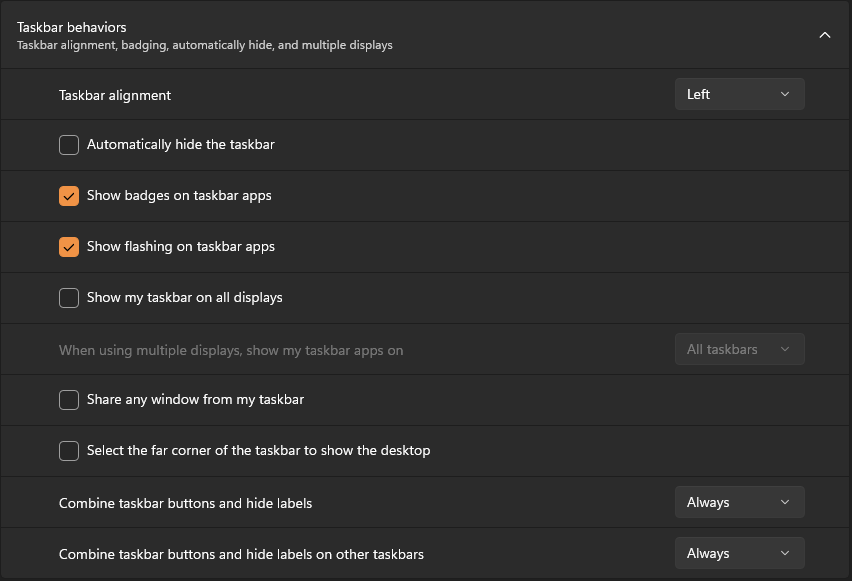 Taskbar behaviors
Taskbar alignment, badging, automatically hide, and multiple displays
Taskbar alignment
Left
Automatically hide the taskbar
Show badges on taskbar apps
Show flashing on taskbar apps
Show my taskbar on all displays
When using multiple displays, show my taskbar apps on
All taskbars
Share any window from my taskbar
Select the far corner of the taskbar to show the desktop
Combine taskbar buttons and hide labels
Always
Combine taskbar buttons and hide labels on other taskbars
Always